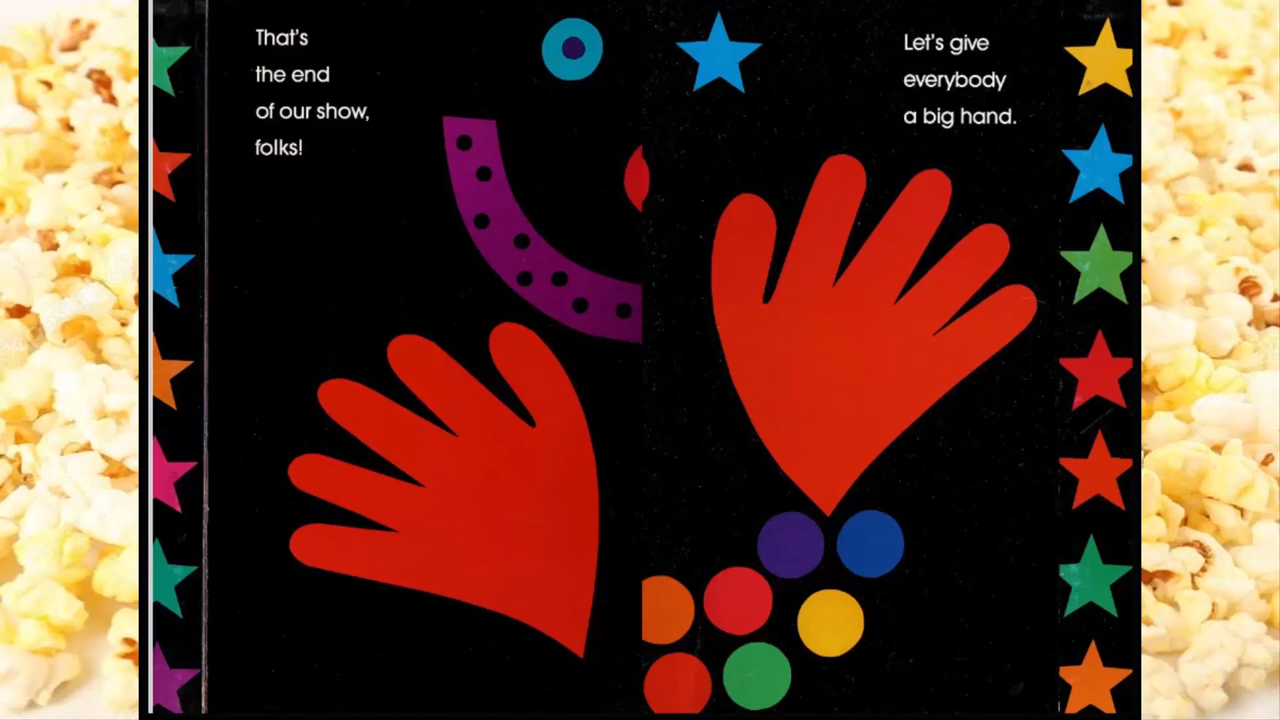 That's
the end
of our show,
folks!
Let's give
everybody
a big hand.